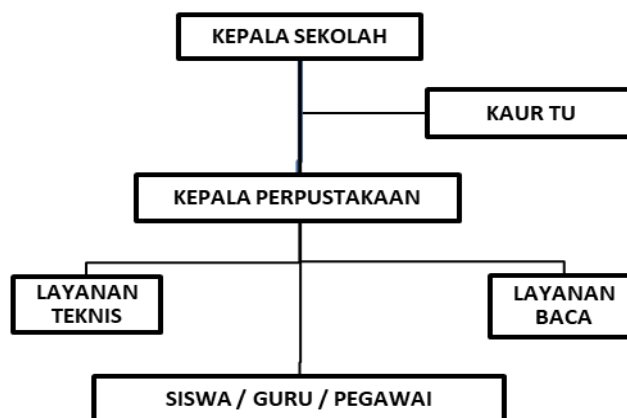 KEPALA SEKOLAH
KAUR TU
KEPALA PERPUSTAKAAN
LAYANAN
TEKNIS
LAYANAN
BACA
SISWA / GURU / PEGAWAI